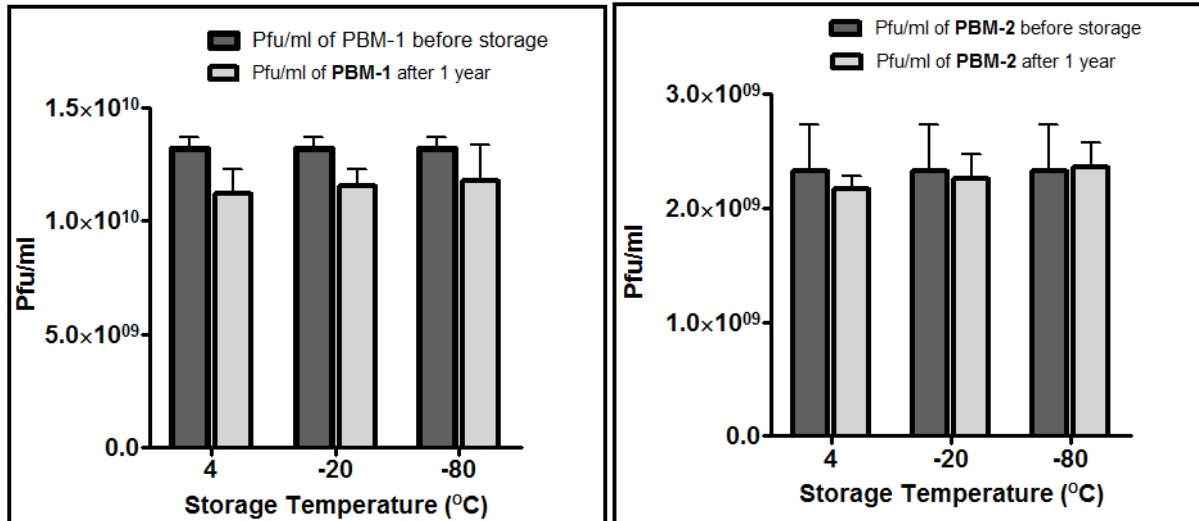 Pfu/ml of PBM-1 before storage
Pfu/ml of PBM-1 after 1 year
1.5×10¹⁰
1.0×10¹⁰
5.0×10⁰⁹
0.0
Pfu/ml
4 -20 -80
Storage Temperature (⁰C)
Pfu/ml of PBM-2 before storage
Pfu/ml of PBM-2 after 1 year
3.0×10⁰⁹
2.0×10⁰⁹
1.0×10⁰⁹
0.0
Pfu/ml
4 -20 -80
Storage Temperature (⁰C)